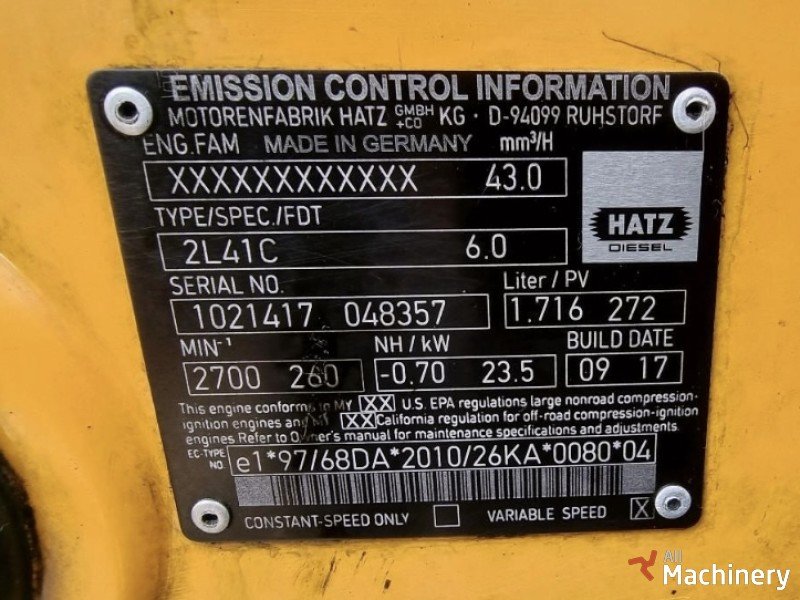 EMISSION CONTROL INFORMATION
MOTORENFABRIK HATZ GMBH +CO KG · D-94099 RUHSTORF
ENG.FAM MADE IN GERMANY mm³/H
XXXXXXXXXXXX 43.0
TYPE/SPEC./FDT
2L41C 6.0
HATZ
DIESEL
SERIAL NO. Liter / PV
1021417 048357 1.716 272
MIN⁻¹ NH / kW BUILD DATE
2700 260 -0.70 23.5 09 17
This engine conforms in MY XX U.S. EPA regulations large nonroad compression-
ignition engines and MY XX California regulation for off-road compression-ignition
engines Refer to Owner's manual for maintenance specifications and adjustments
EC-TYPE NO. e1*97/68DA*2010/26KA*0080*04
CONSTANT-SPEED ONLY VARIABLE SPEED X
All
Machinery